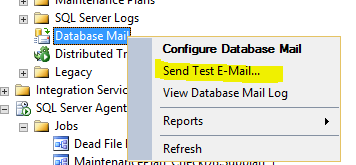 Maintenance Plans
SQL Server Logs
Database Mail
Distributed Tr
Legacy
Integration Servic
SQL Server Agent
Jobs
Dead File
Configure Database Mail
Send Test E-Mail...
View Database Mail Log
Reports
Refresh